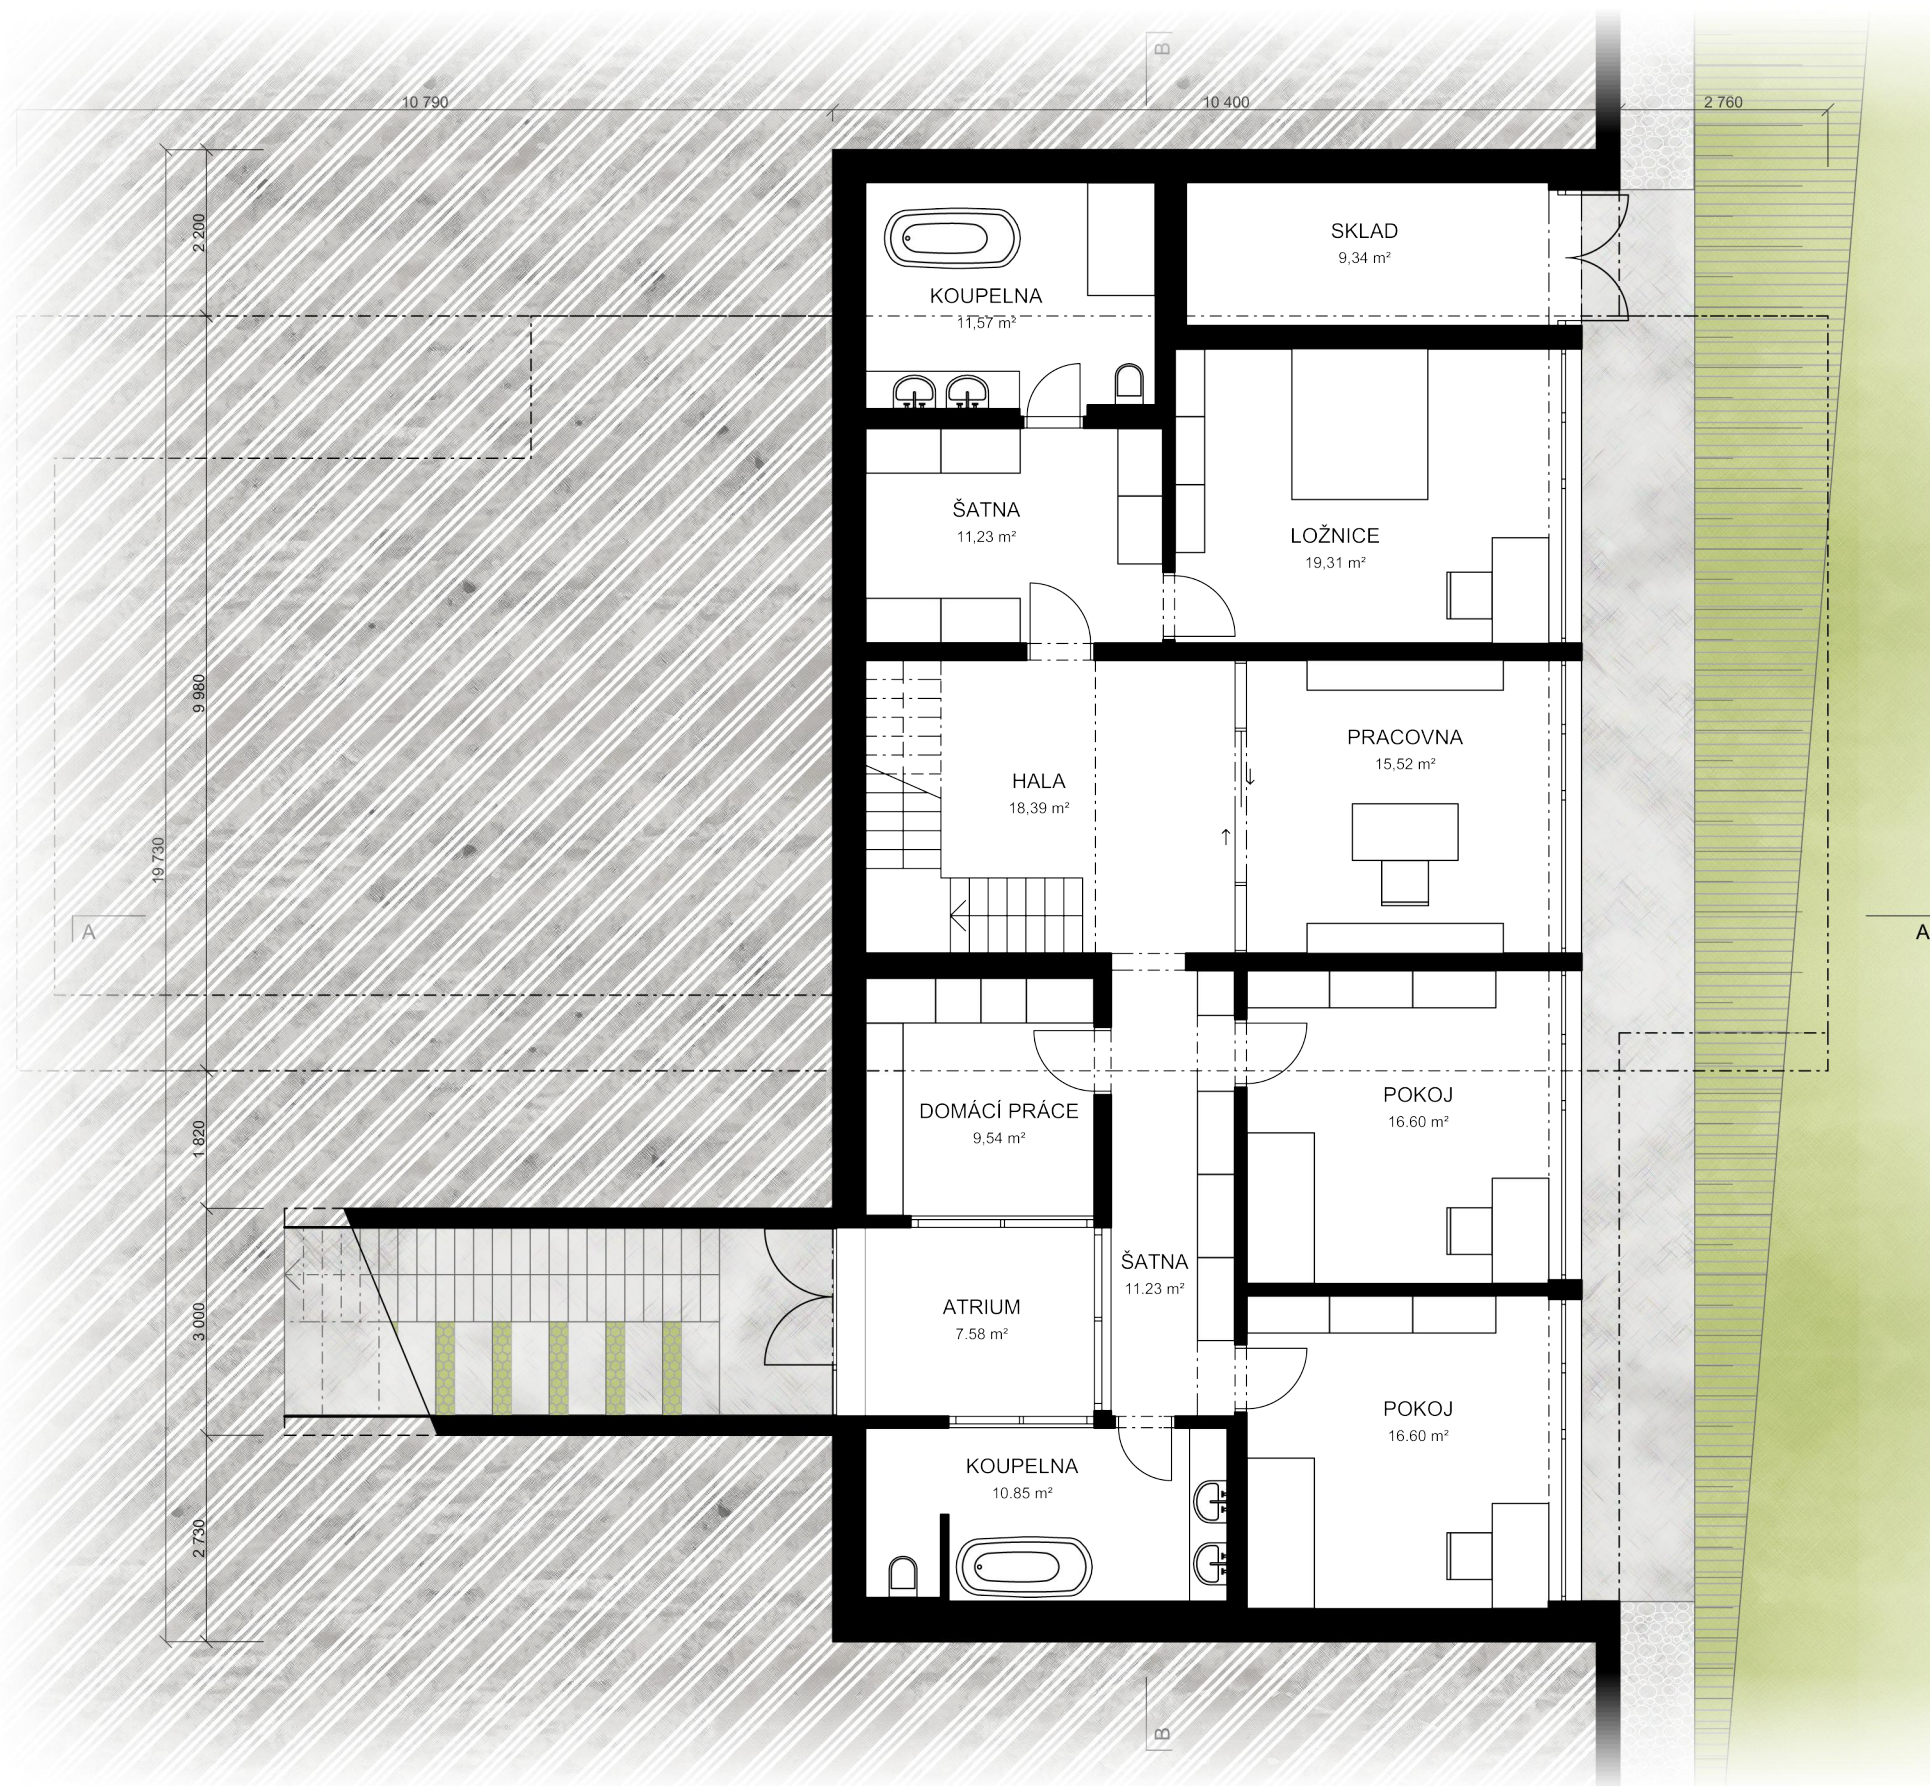 B
10 790
10 400
2 760
2 200
SKLAD
9,34 m²
KOUPELNA
11,57 m²
ŠATNA
11,23 m²
LOŽNICE
19,31 m²
9 980
PRACOVNA
15,52 m²
HALA
18,39 m²
19 730
A
A
POKOJ
16.60 m²
DOMÁCÍ PRÁCE
9,54 m²
1 820
ŠATNA
11.23 m²
ATRIUM
7.58 m²
3 000
POKOJ
16.60 m²
KOUPELNA
10.85 m²
2 730
B